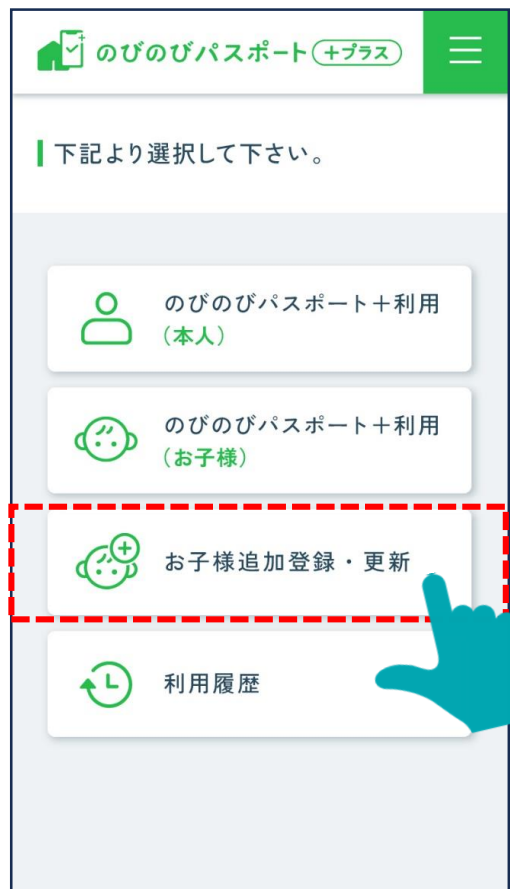 のびのびパスポート +プラス
下記より選択して下さい。
のびのびパスポート+利用
(本人)
のびのびパスポート+利用
(お子様)
お子様追加登録・更新
利用履歴